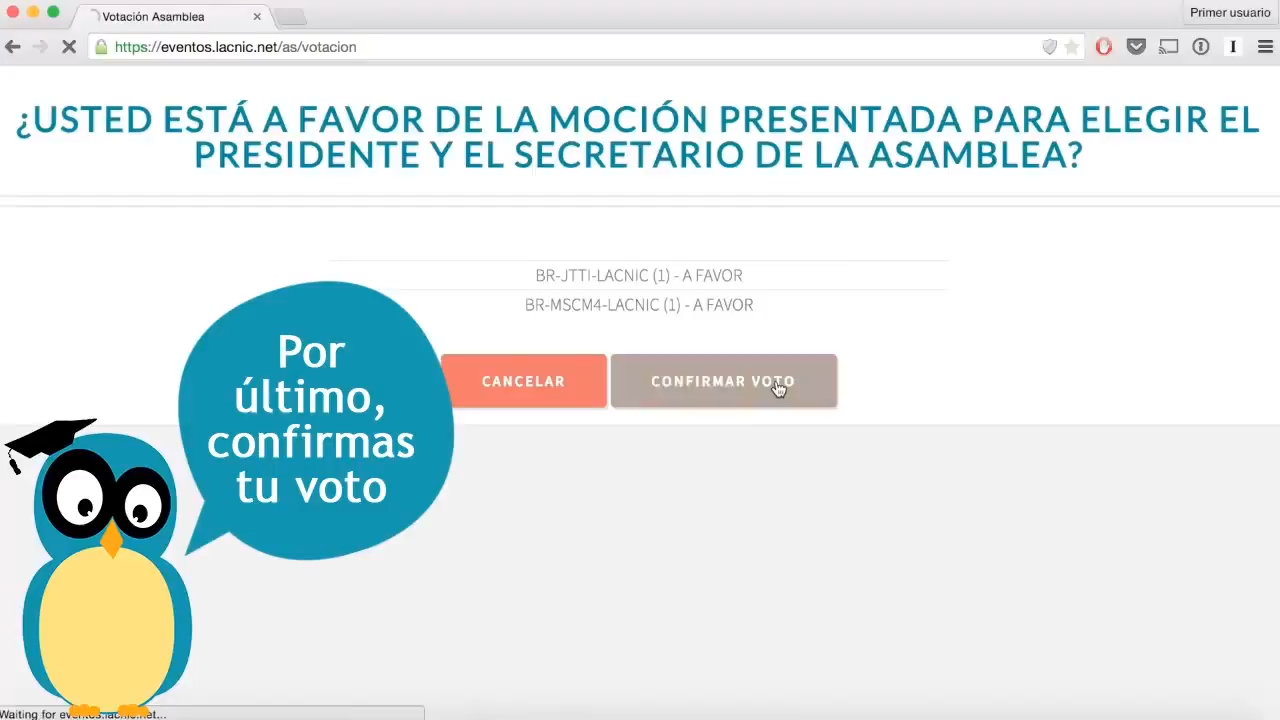 Votación Asamblea
Primer usuario
https://eventos.lacnic.net/as/votacion
¿USTED ESTÁ A FAVOR DE LA MOCIÓN PRESENTADA PARA ELEGIR EL
PRESIDENTE Y EL SECRETARIO DE LA ASAMBLEA?
BR-JTTI-LACNIC (1) - A FAVOR
BR-MSCM4-LACNIC (1) - A FAVOR
CANCELAR
CONFIRMAR VOTO
Por
último,
confirmas
tu voto
Waiting for eventos.lacnic.net...